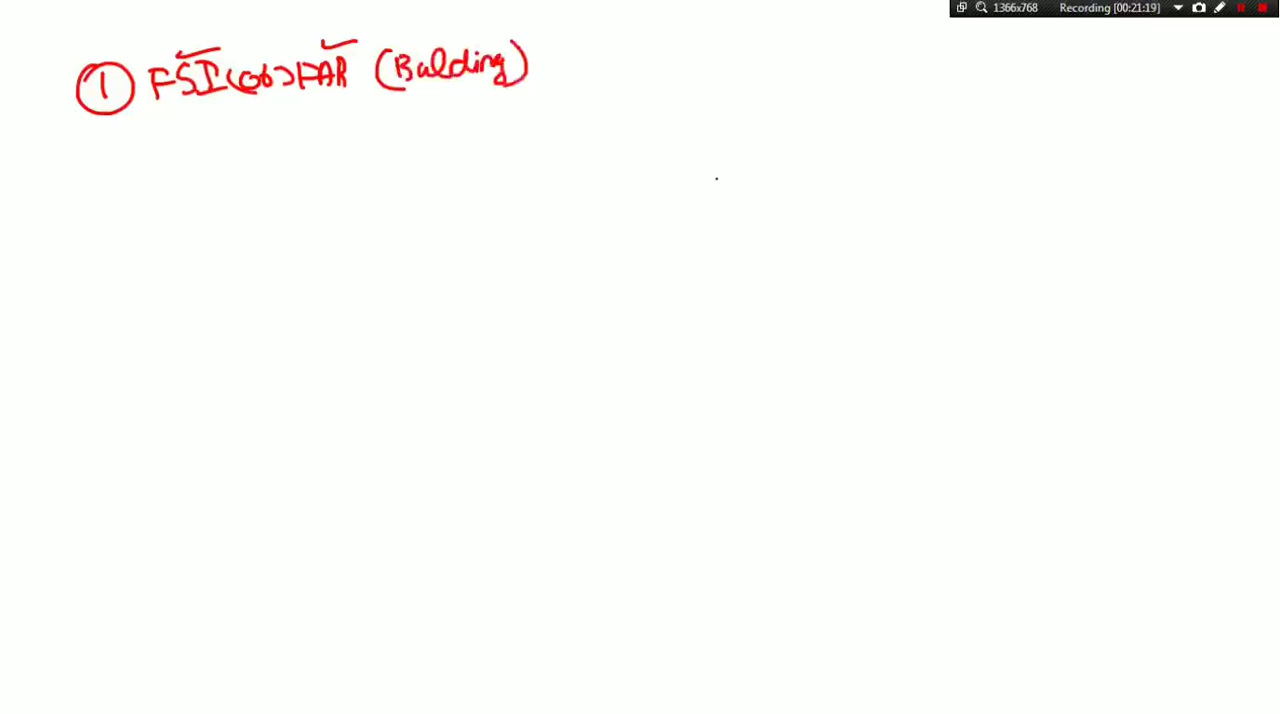 1366x768 Recording [00:21:19]
① FSI (or) FAR (Building)